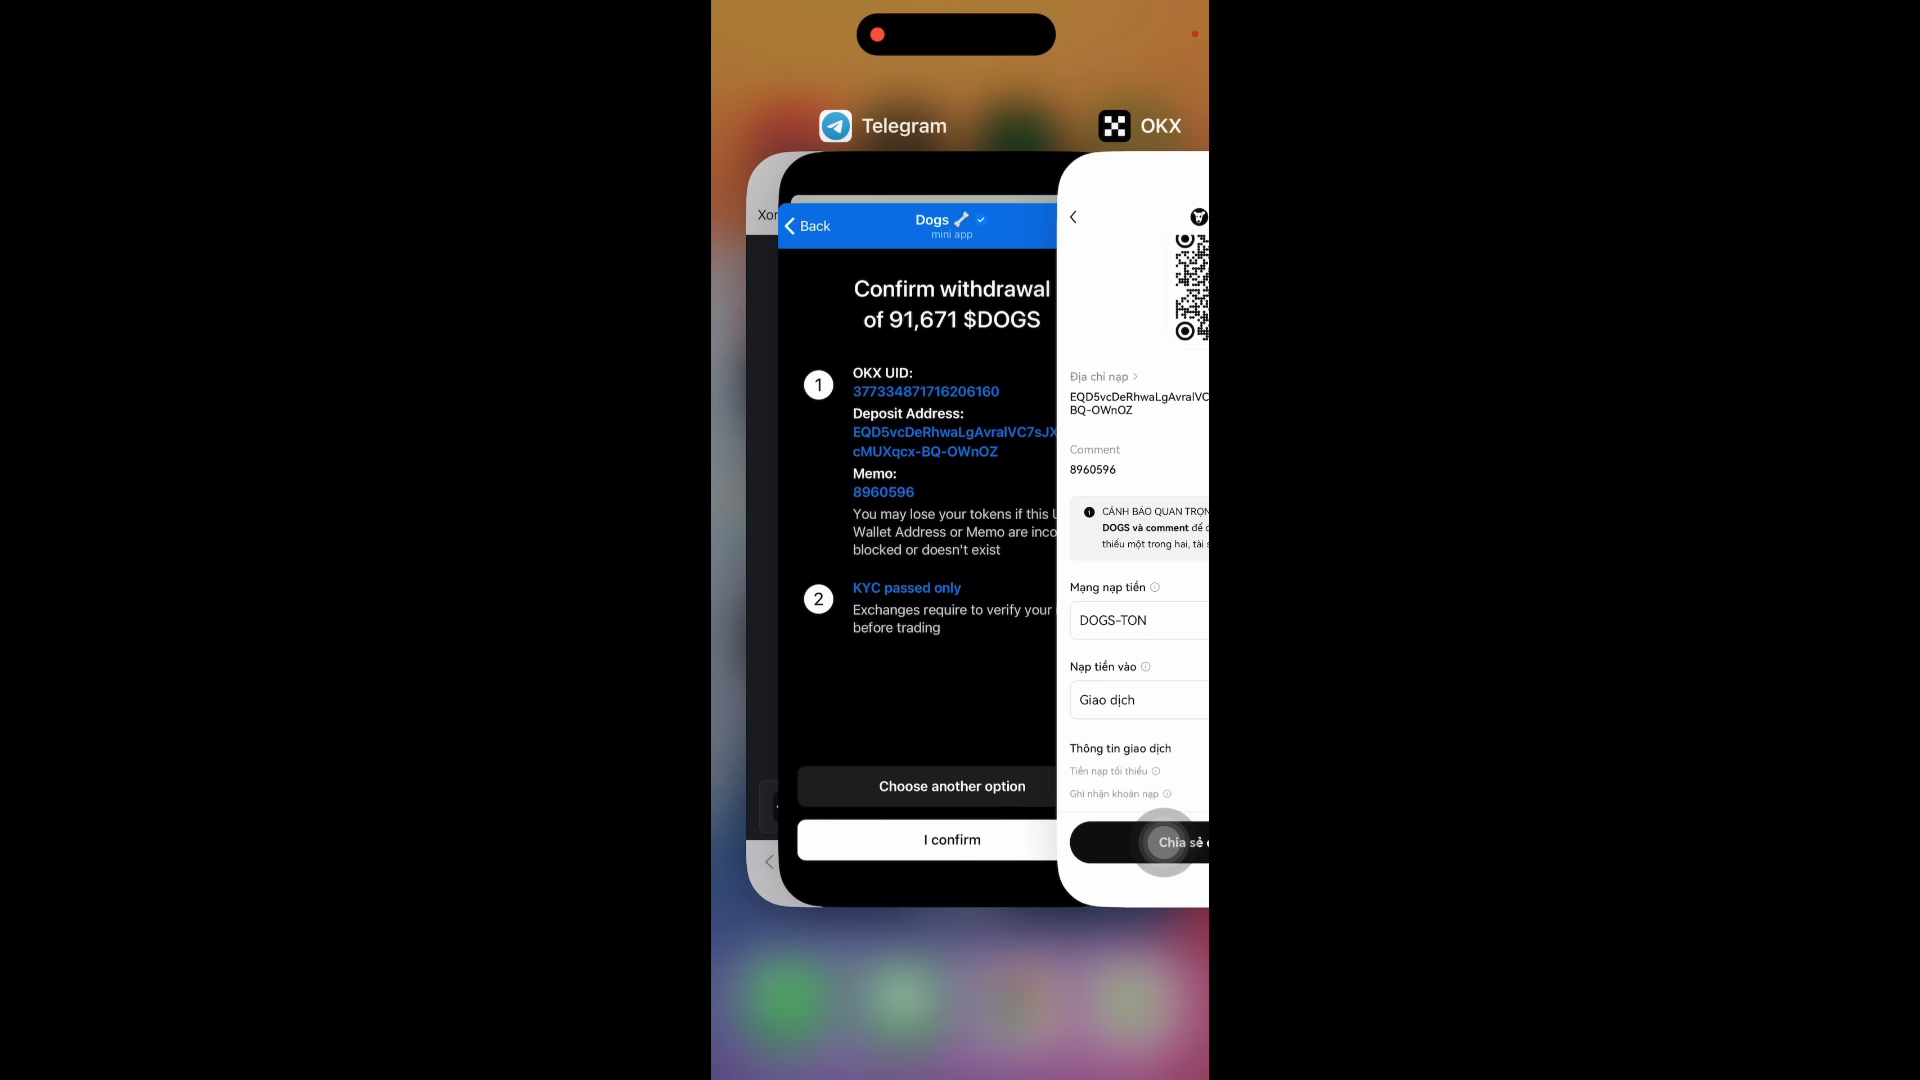 Telegram
OKX
Back
Dogs
mini app
Confirm withdrawal
of 91,671 $DOGS
1
OKX UID:
377334871716206160
Deposit Address:
EQD5vcDeRhwaLgAvralVC7sJX
cMUXqcx-BQ-OWnOZ
Memo:
8960596
You may lose your tokens if this
Wallet Address or Memo are
blocked or doesn't exist
2
KYC passed only
Exchanges require to verify your
before trading
Choose another option
I confirm
Địa chỉ nạp
EQD5vcDeRhwaLgAvralVC
BQ-OWnOZ
Comment
8960596
CẢNH BÁO QUAN
DOGS và comment để
thiếu một trong hai, tài
Mạng nạp tiền
DOGS-TON
Nạp tiền vào
Giao dịch
Thông tin giao dịch
Tiền nạp tối thiểu
Ghi nhận khoản nạp
Chia sẻ